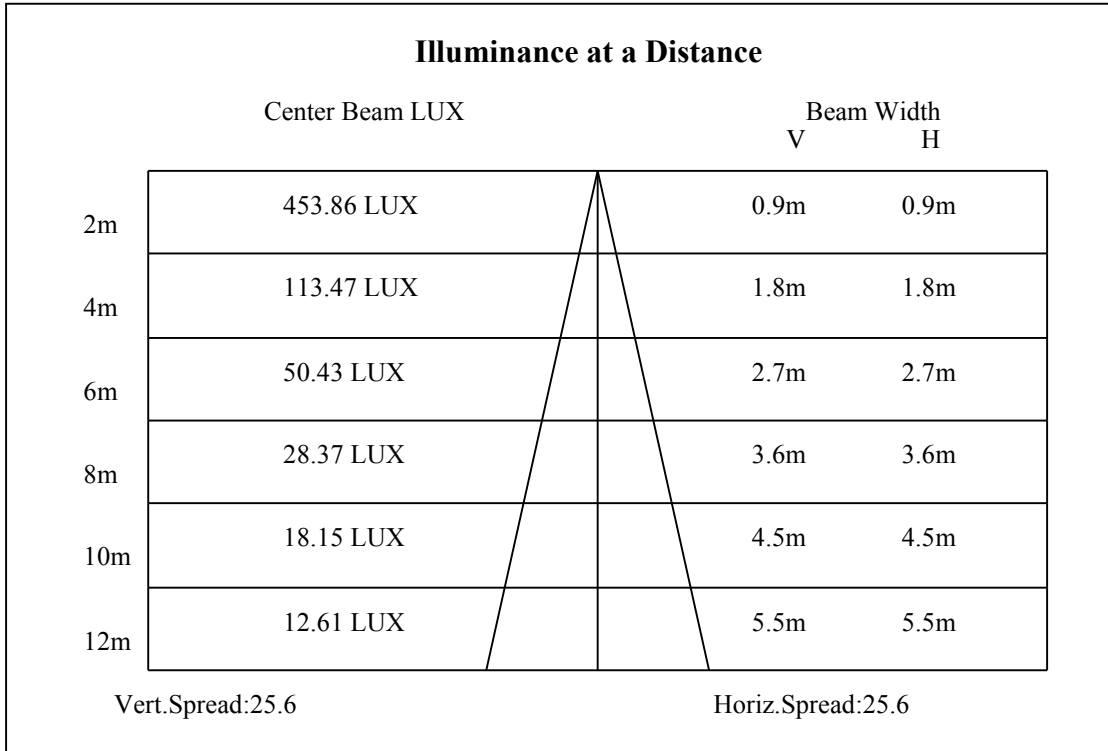 Illuminance at a Distance
Center Beam LUX Beam Width
V H
2m 453.86 LUX 0.9m 0.9m
4m 113.47 LUX 1.8m 1.8m
6m 50.43 LUX 2.7m 2.7m
8m 28.37 LUX 3.6m 3.6m
10m 18.15 LUX 4.5m 4.5m
12m 12.61 LUX 5.5m 5.5m
Vert.Spread:25.6 Horiz.Spread:25.6